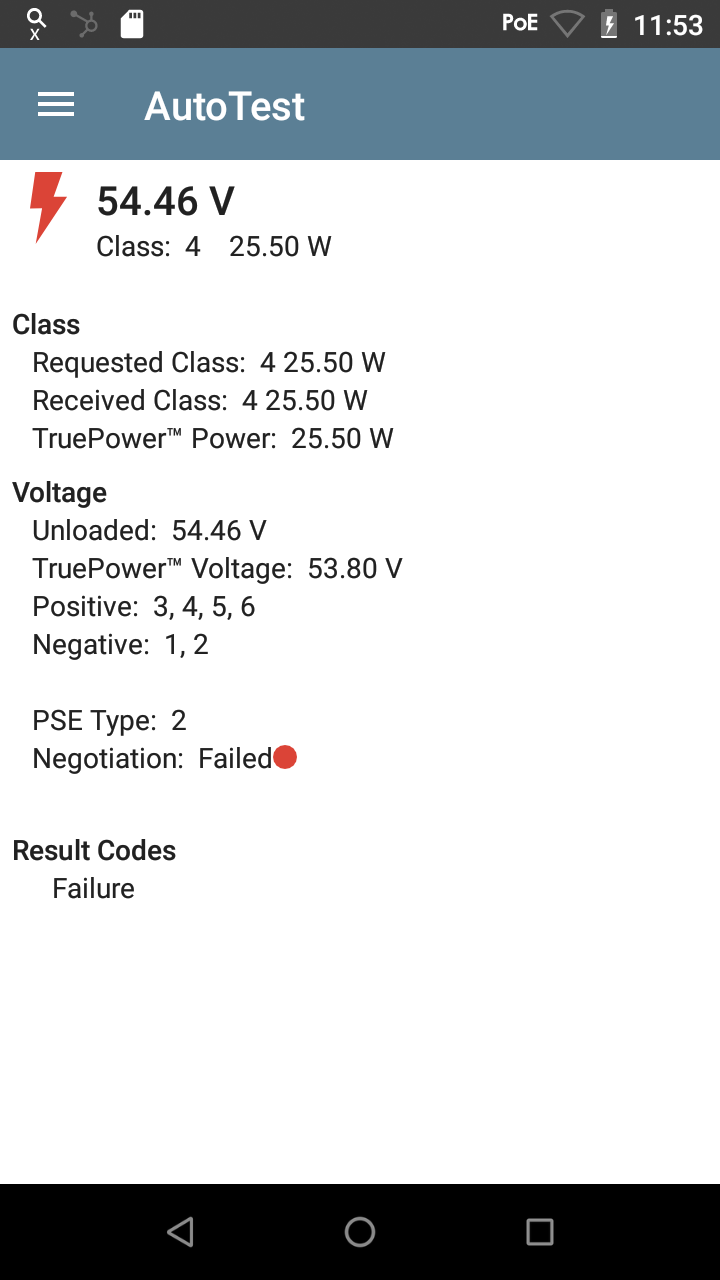 X
PoE 11:53
AutoTest
54.46 V
Class: 4 25.50 W
Class
Requested Class: 4 25.50 W
Received Class: 4 25.50 W
TruePower™ Power: 25.50 W
Voltage
Unloaded: 54.46 V
TruePower™ Voltage: 53.80 V
Positive: 3, 4, 5, 6
Negative: 1, 2
PSE Type: 2
Negotiation: Failed
Result Codes
Failure